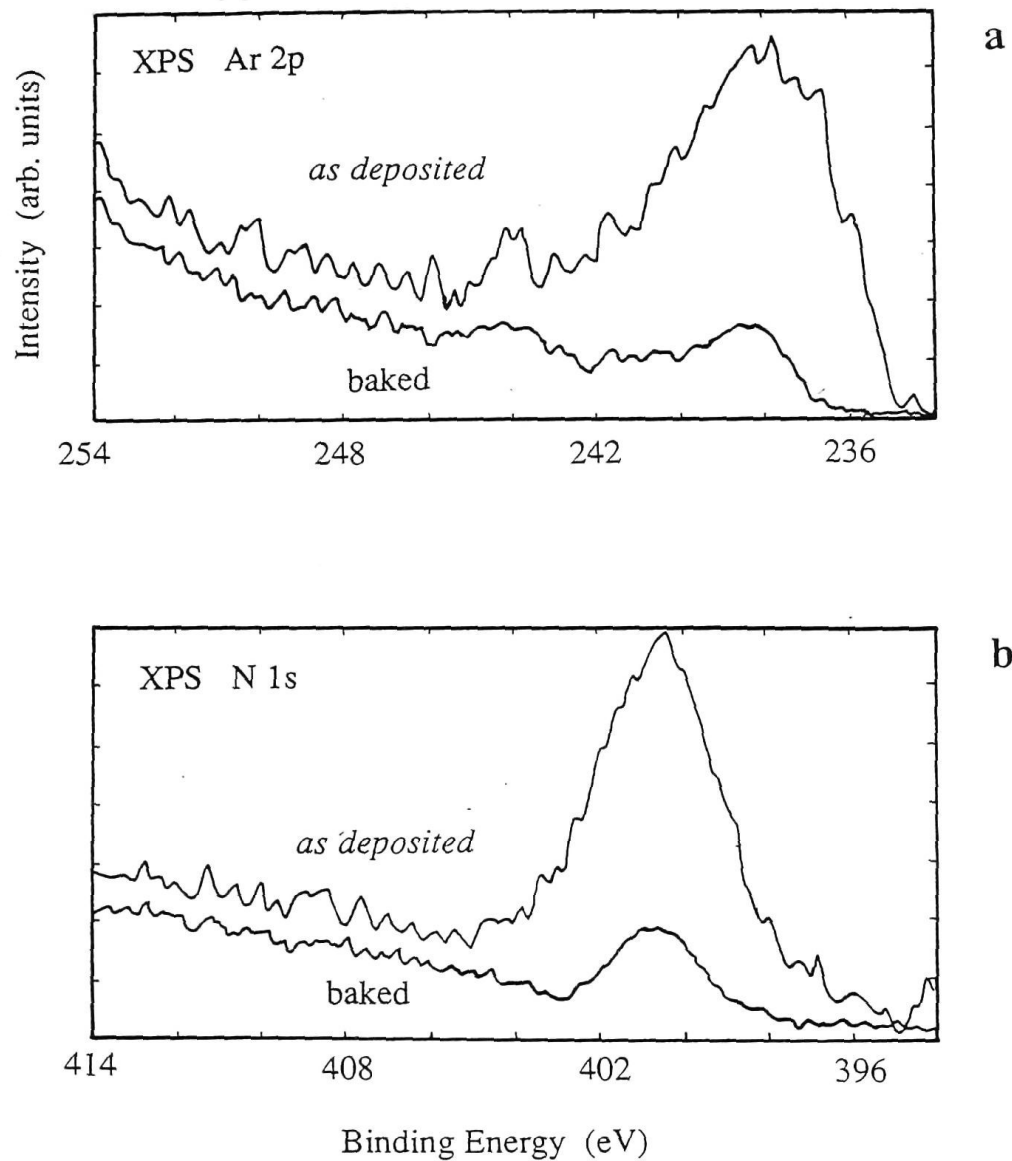 a
XPS Ar 2p
Intensity (arb. units)
as deposited
baked
254 248 242 236
b
XPS N 1s
as deposited
baked
414 408 402 396
Binding Energy (eV)